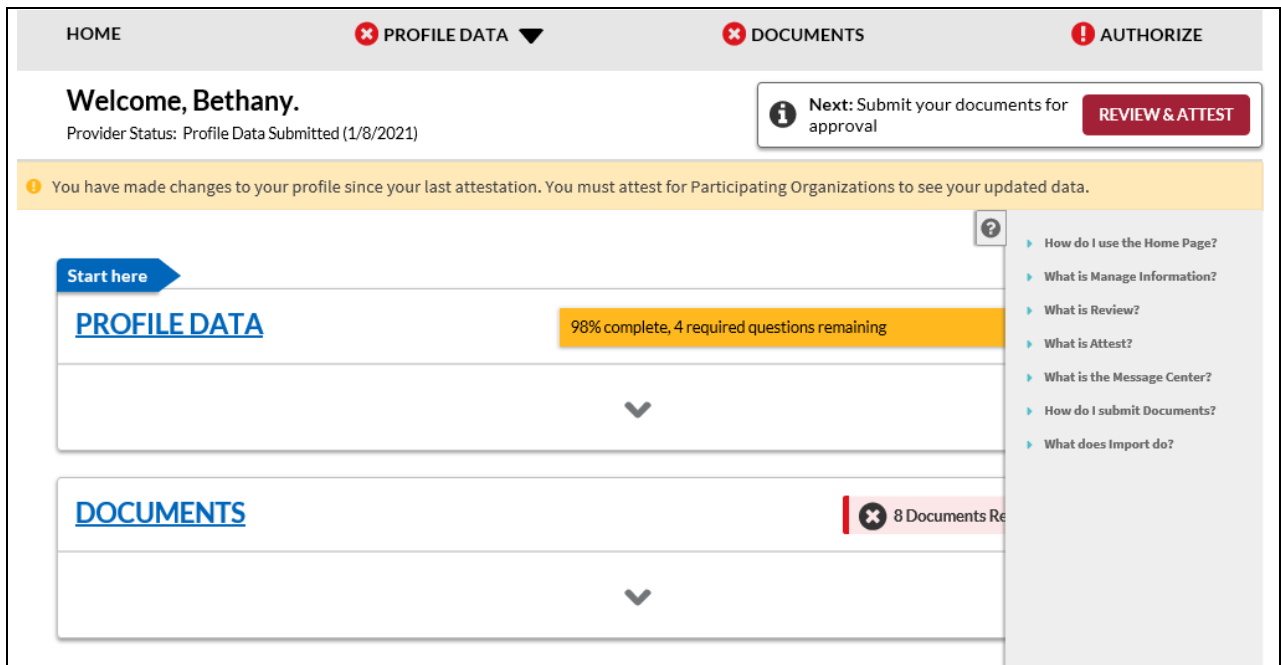 HOME
PROFILE DATA
DOCUMENTS
AUTHORIZE
Welcome, Bethany.
Provider Status: Profile Data Submitted (1/8/2021)
Next: Submit your documents for
approval
REVIEW & ATTEST
You have made changes to your profile since your last attestation. You must attest for Participating Organizations to see your updated data.
Start here
PROFILE DATA
98% complete, 4 required questions remaining
DOCUMENTS
8 Documents Re
How do I use the Home Page?
What is Manage Information?
What is Review?
What is Attest?
What is the Message Center?
How do I submit Documents?
What does Import do?